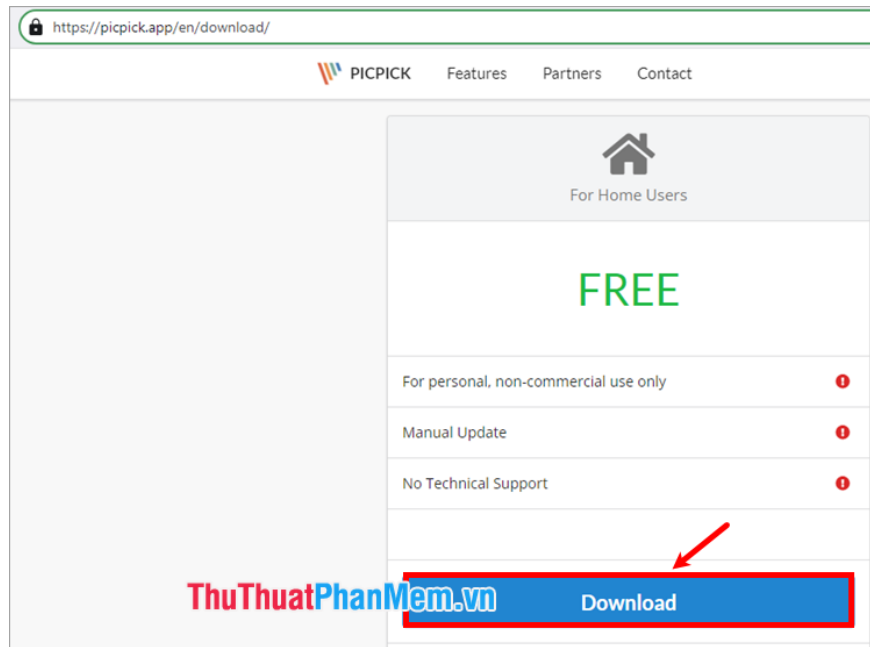 https://picpick.app/en/download/
PICPICK Features Partners Contact
For Home Users
FREE
For personal, non-commercial use only
Manual Update
No Technical Support
ThuThuatPhanMem.vn
Download